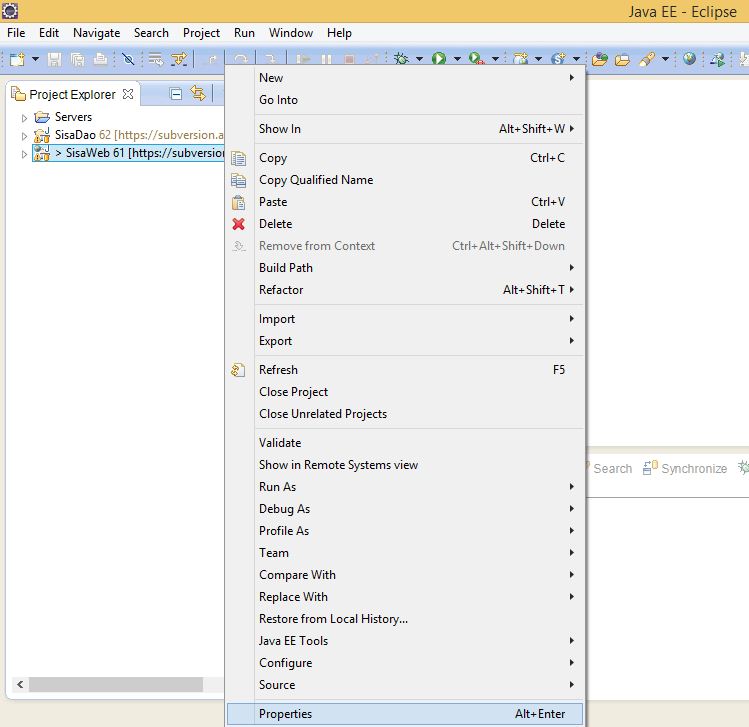 Java EE - Eclipse
File Edit Navigate Search Project Run Window Help
Project Explorer
Servers
SisaDao 62 [https://subversion.a
> SisaWeb 61 [https://subversion
New
Go Into
Show In Alt+Shift+W
Copy Ctrl+C
Copy Qualified Name
Paste Ctrl+V
Delete Delete
Remove from Context Ctrl+Alt+Shift+Down
Build Path
Refactor Alt+Shift+T
Import
Export
Refresh F5
Close Project
Close Unrelated Projects
Validate
Show in Remote Systems view
Run As
Debug As
Profile As
Team
Compare With
Replace With
Restore from Local History...
Java EE Tools
Configure
Source
Properties Alt+Enter
Search Synchronize